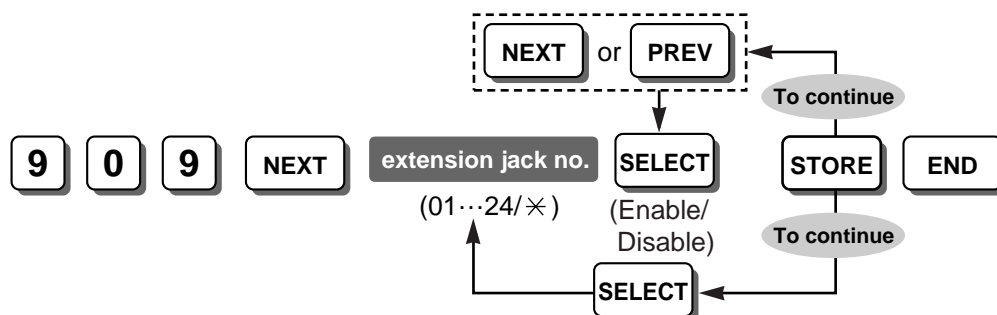 NEXT or PREV
To continue
9 0 9 NEXT extension jack no. SELECT STORE END
(01···24/✳)
(Enable/
Disable)
To continue
SELECT